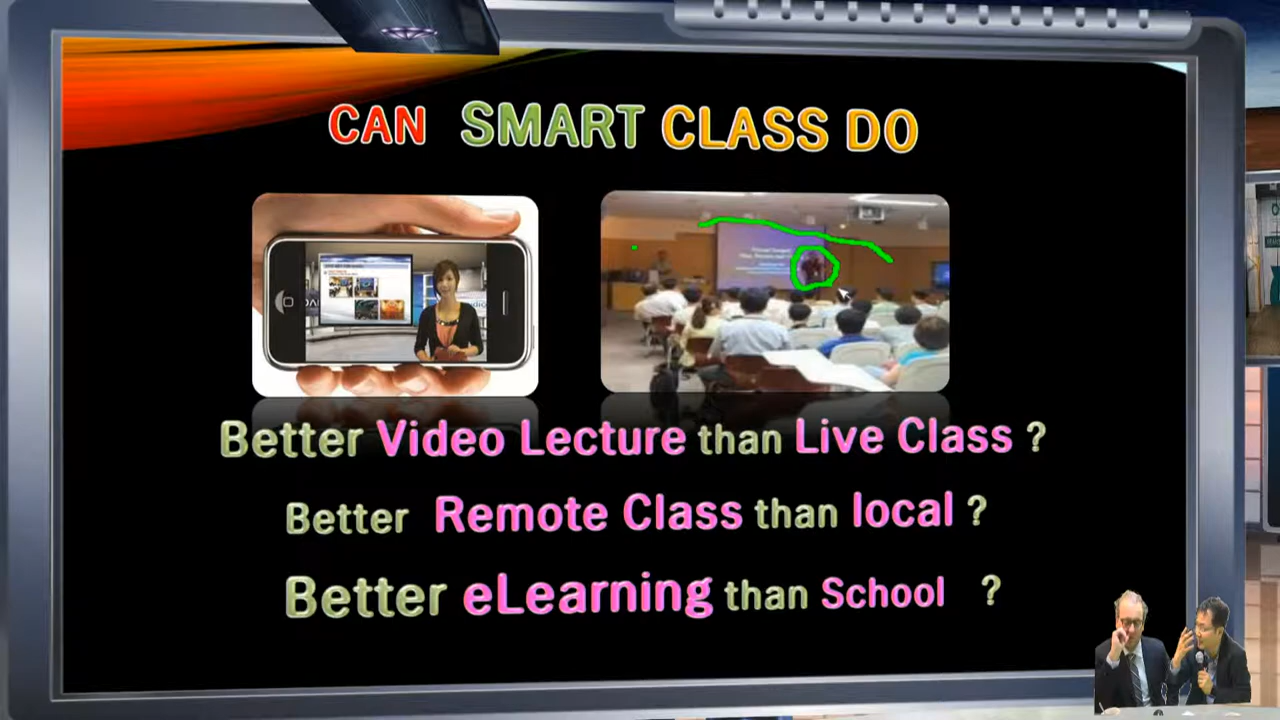 CAN SMART CLASS DO
Better Video Lecture than Live Class ?
Better Remote Class than local ?
Better eLearning than School ?